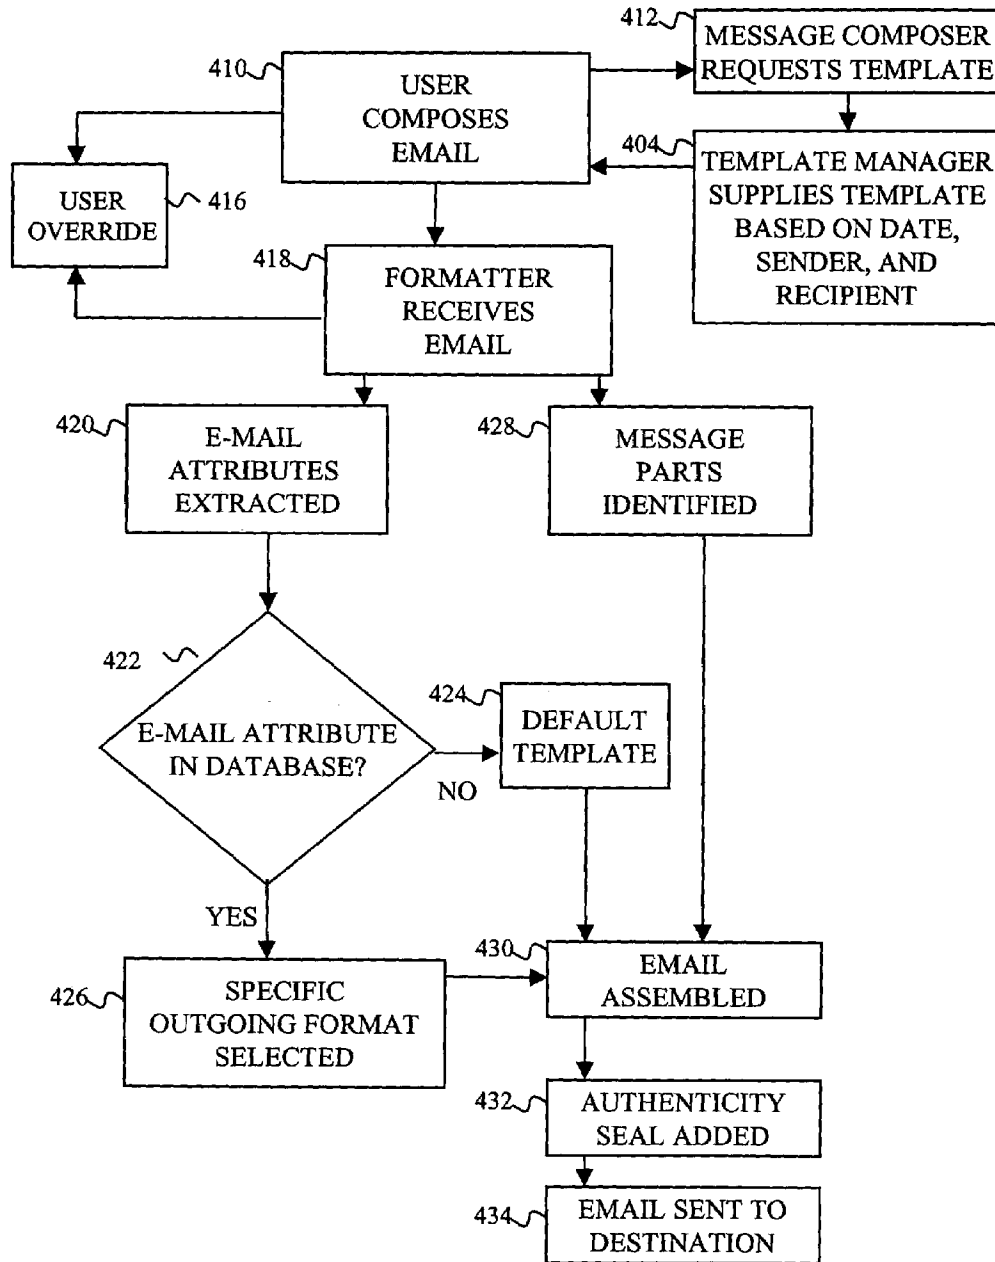 412
MESSAGE COMPOSER
REQUESTS TEMPLATE
410
USER
COMPOSES
EMAIL
404
TEMPLATE MANAGER
SUPPLIES TEMPLATE
BASED ON DATE,
SENDER, AND
RECIPIENT
USER
OVERRIDE
416
418
FORMATTER
RECEIVES
EMAIL
420
E-MAIL
ATTRIBUTES
EXTRACTED
428
MESSAGE
PARTS
IDENTIFIED
422
E-MAIL ATTRIBUTE
IN DATABASE?
NO
424
DEFAULT
TEMPLATE
YES
426
SPECIFIC
OUTGOING FORMAT
SELECTED
430
EMAIL
ASSEMBLED
432
AUTHENTICITY
SEAL ADDED
434
EMAIL SENT TO
DESTINATION